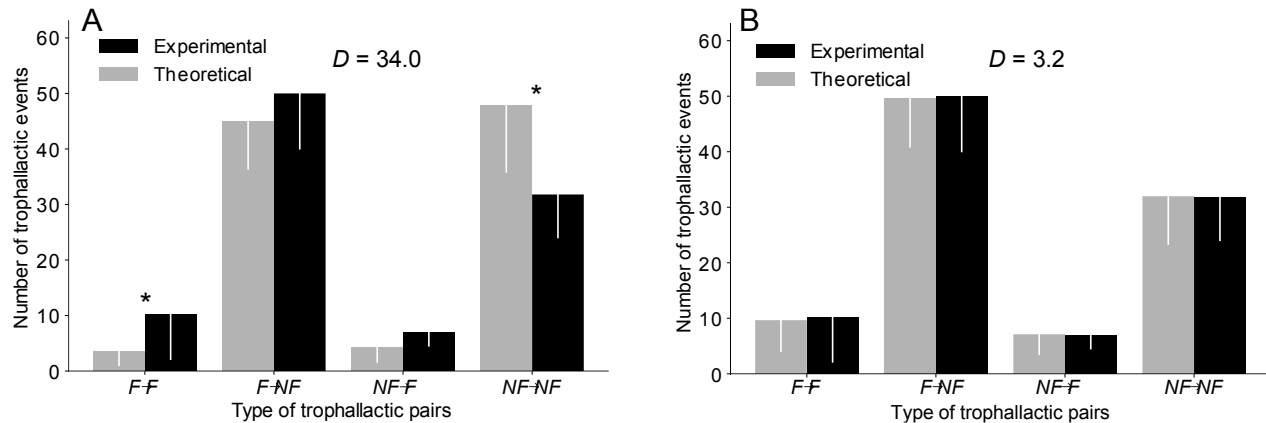 A
Experimental
Theoretical
D = 34.0
Number of trophallactic events
60
50
40
30
20
10
0
*
*
F→F
F→NF
NF→F
NF→NF
Type of trophallactic pairs
B
Experimental
Theoretical
D = 3.2
Number of trophallactic events
60
50
40
30
20
10
0
F→F
F→NF
NF→F
NF→NF
Type of trophallactic pairs